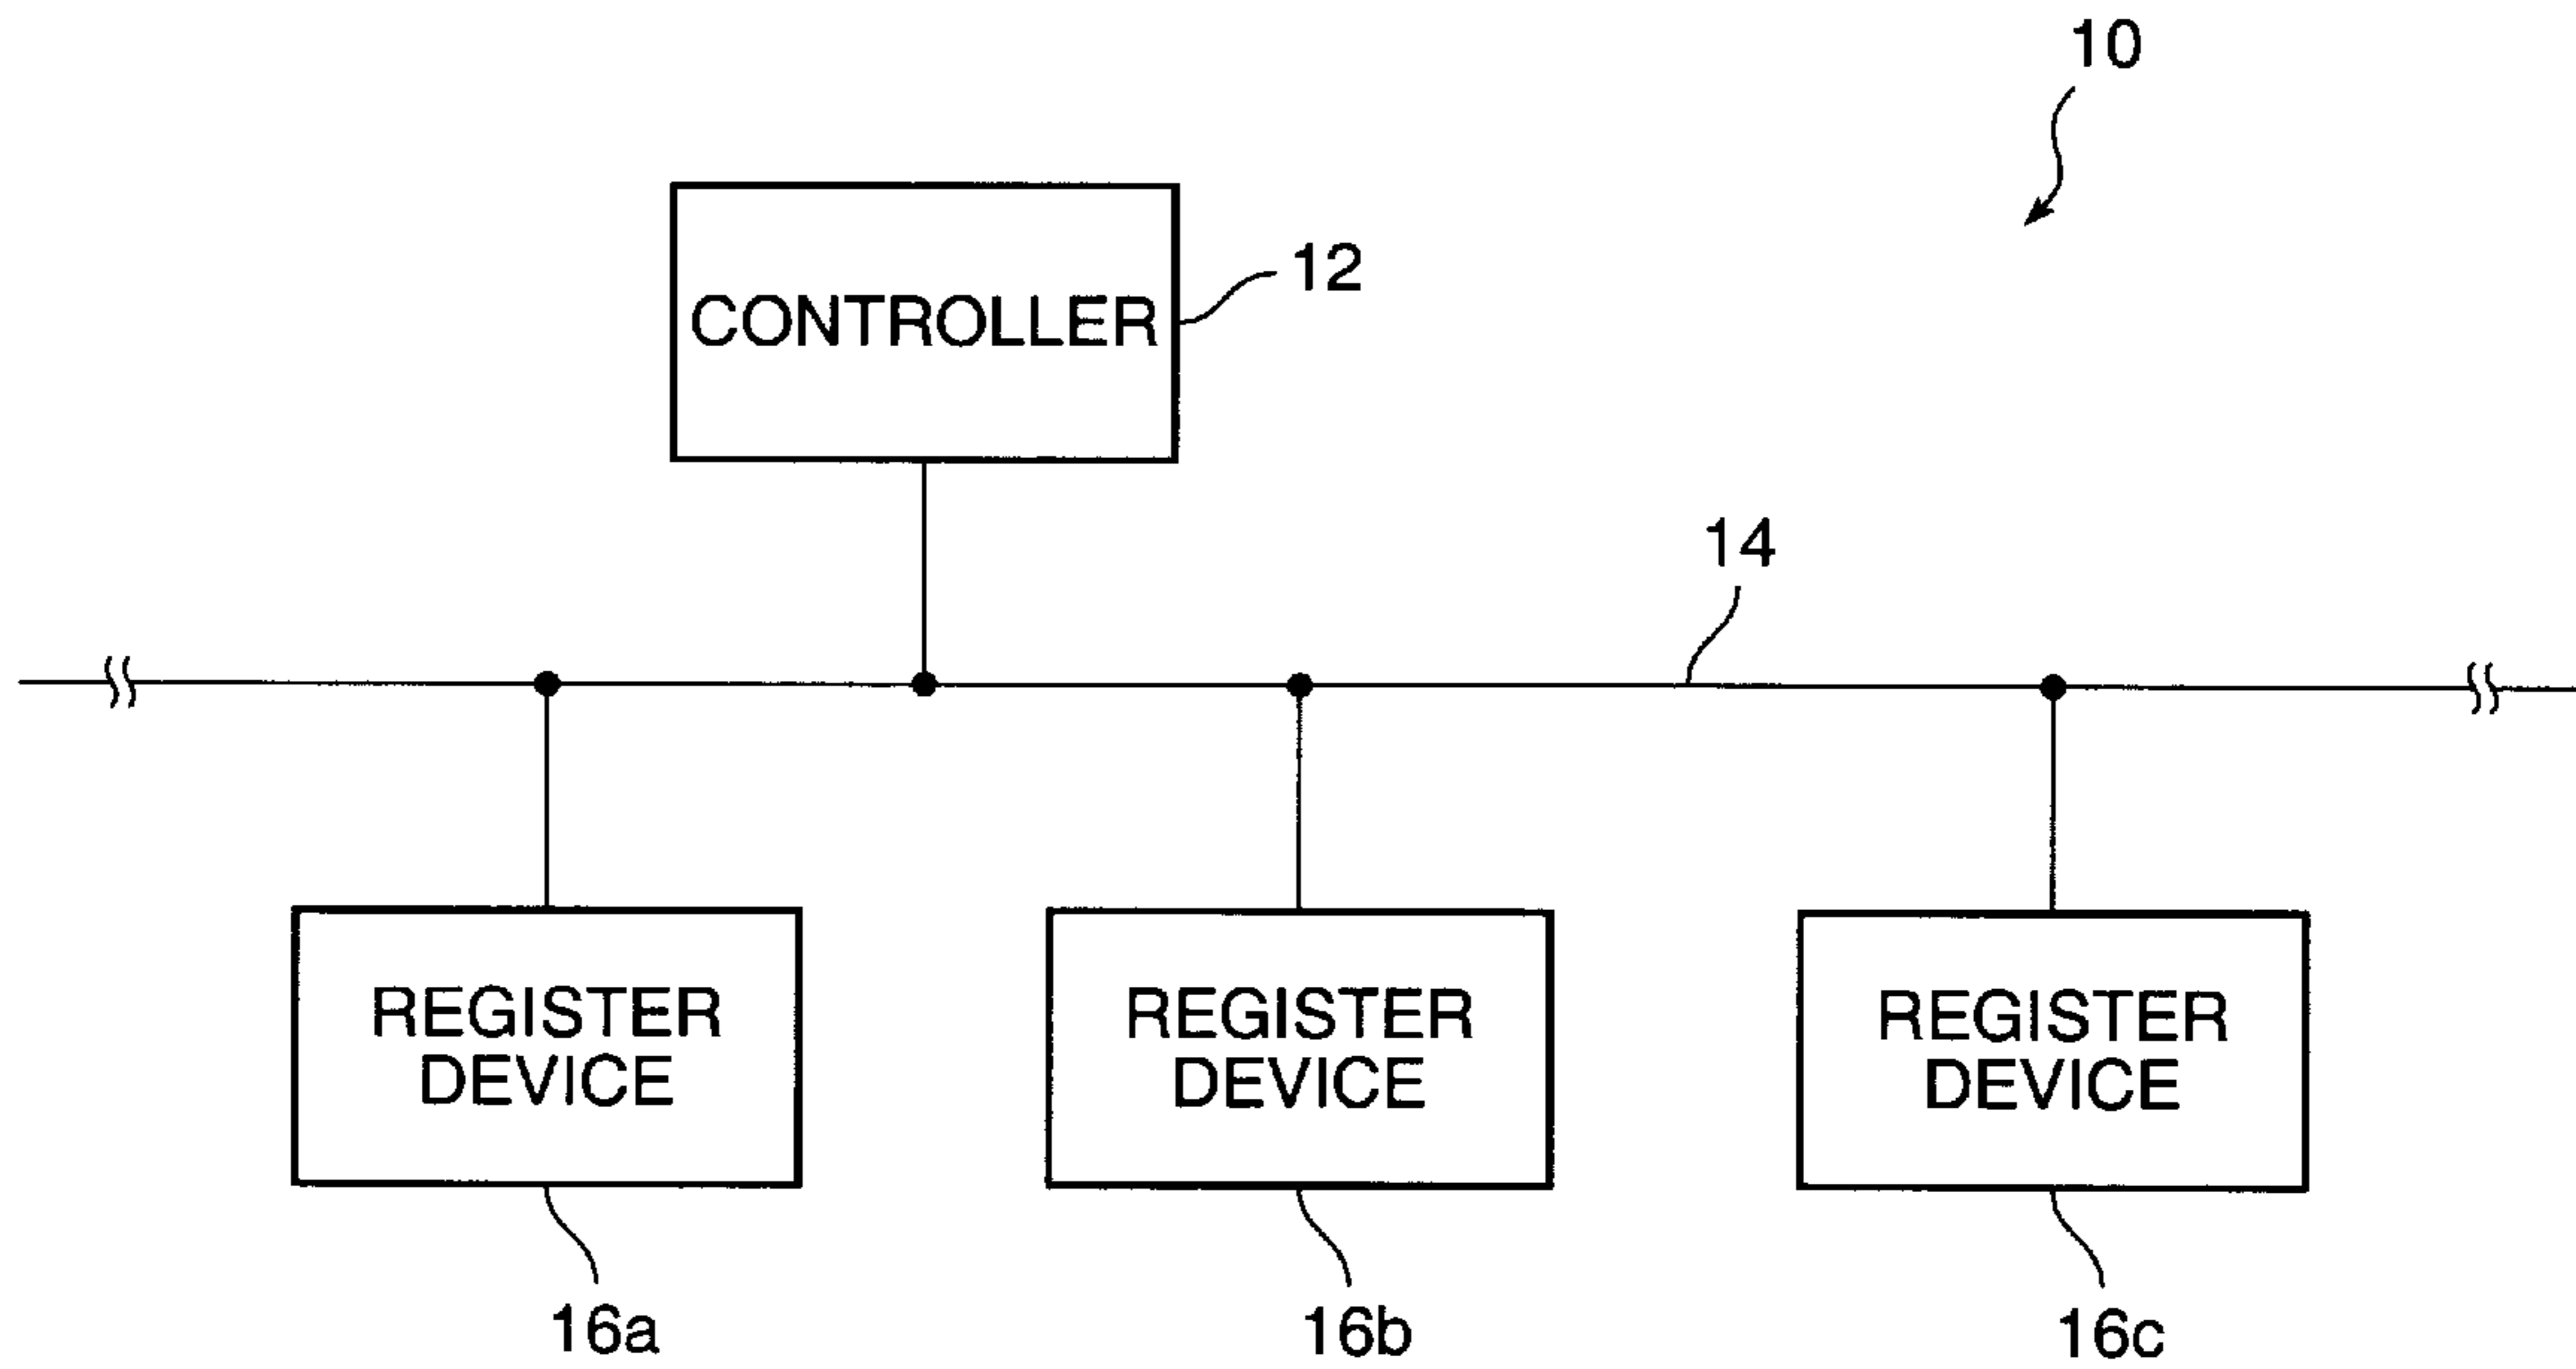 10
CONTROLLER
12
14
REGISTER
DEVICE
REGISTER
DEVICE
REGISTER
DEVICE
16a
16b
16c